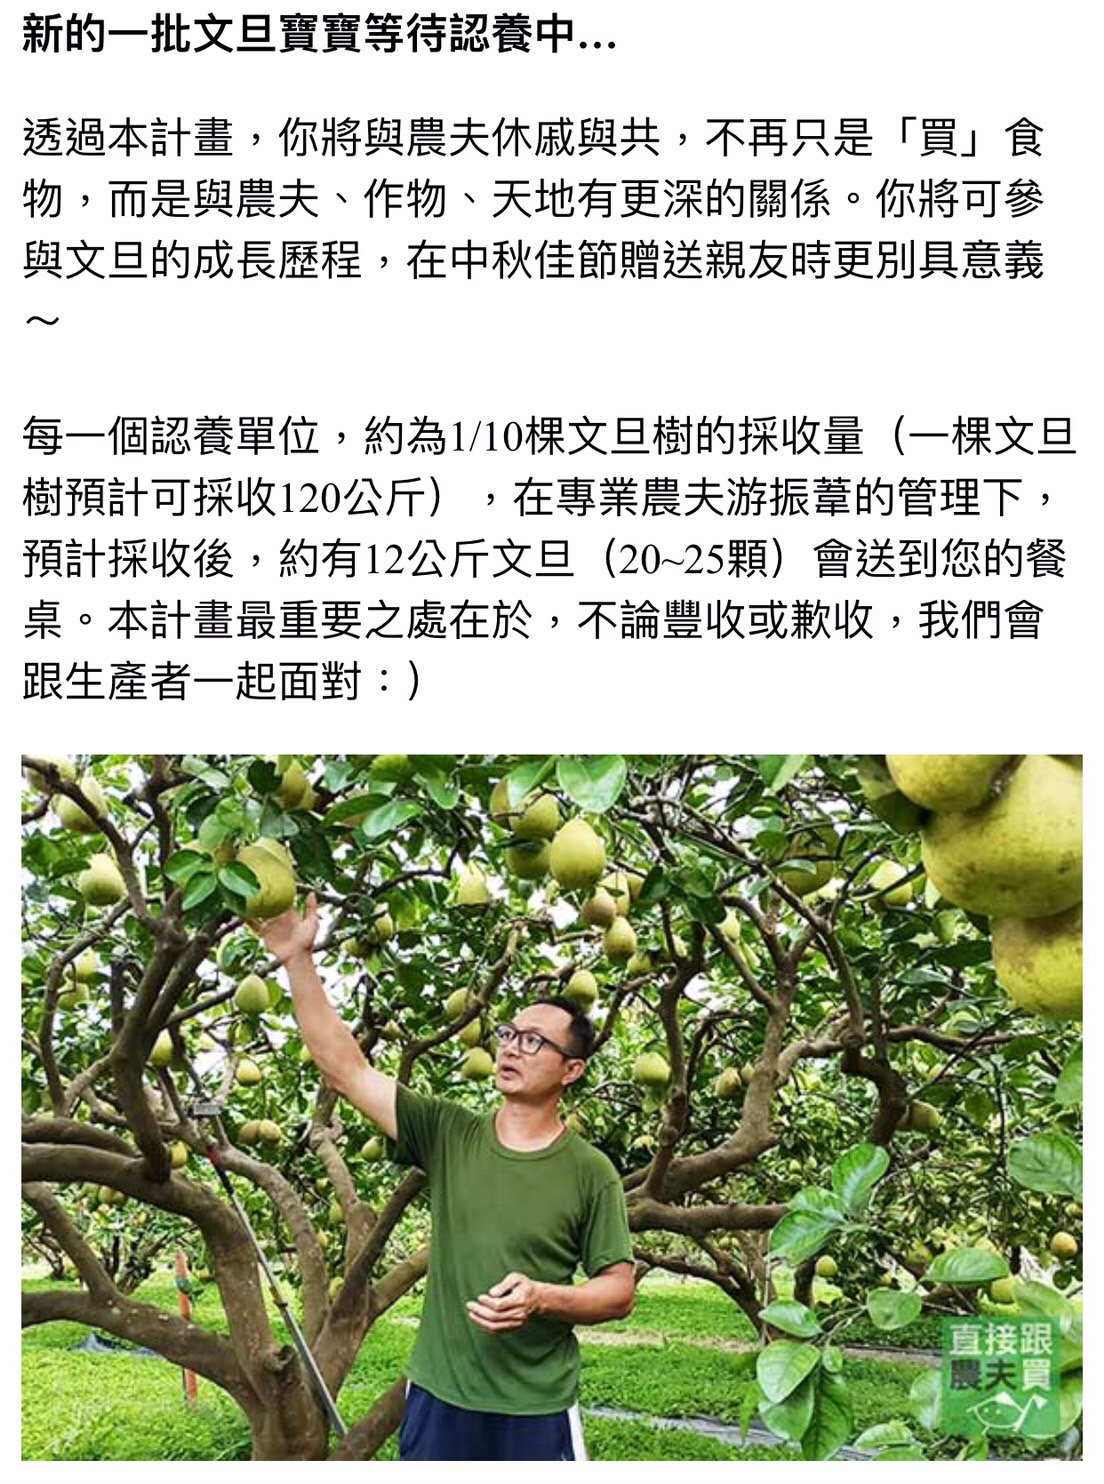 新的一批文旦寶寶等待認養中...
透過本計畫，你將與農夫休戚與共，不再只是「買」食
物，而是與農夫、作物、天地有更深的關係。你將可參
與文旦的成長歷程，在中秋佳節贈送親友時更別具意義
～
每一個認養單位，約為1/10棵文旦樹的採收量（一棵文旦
樹預計可採收120公斤），在專業農夫游振葦的管理下，
預計採收後，約有12公斤文旦（20~25顆）會送到您的餐
桌。本計畫最重要之處在於，不論豐收或歉收，我們會
跟生產者一起面對：）
直接跟
農夫買